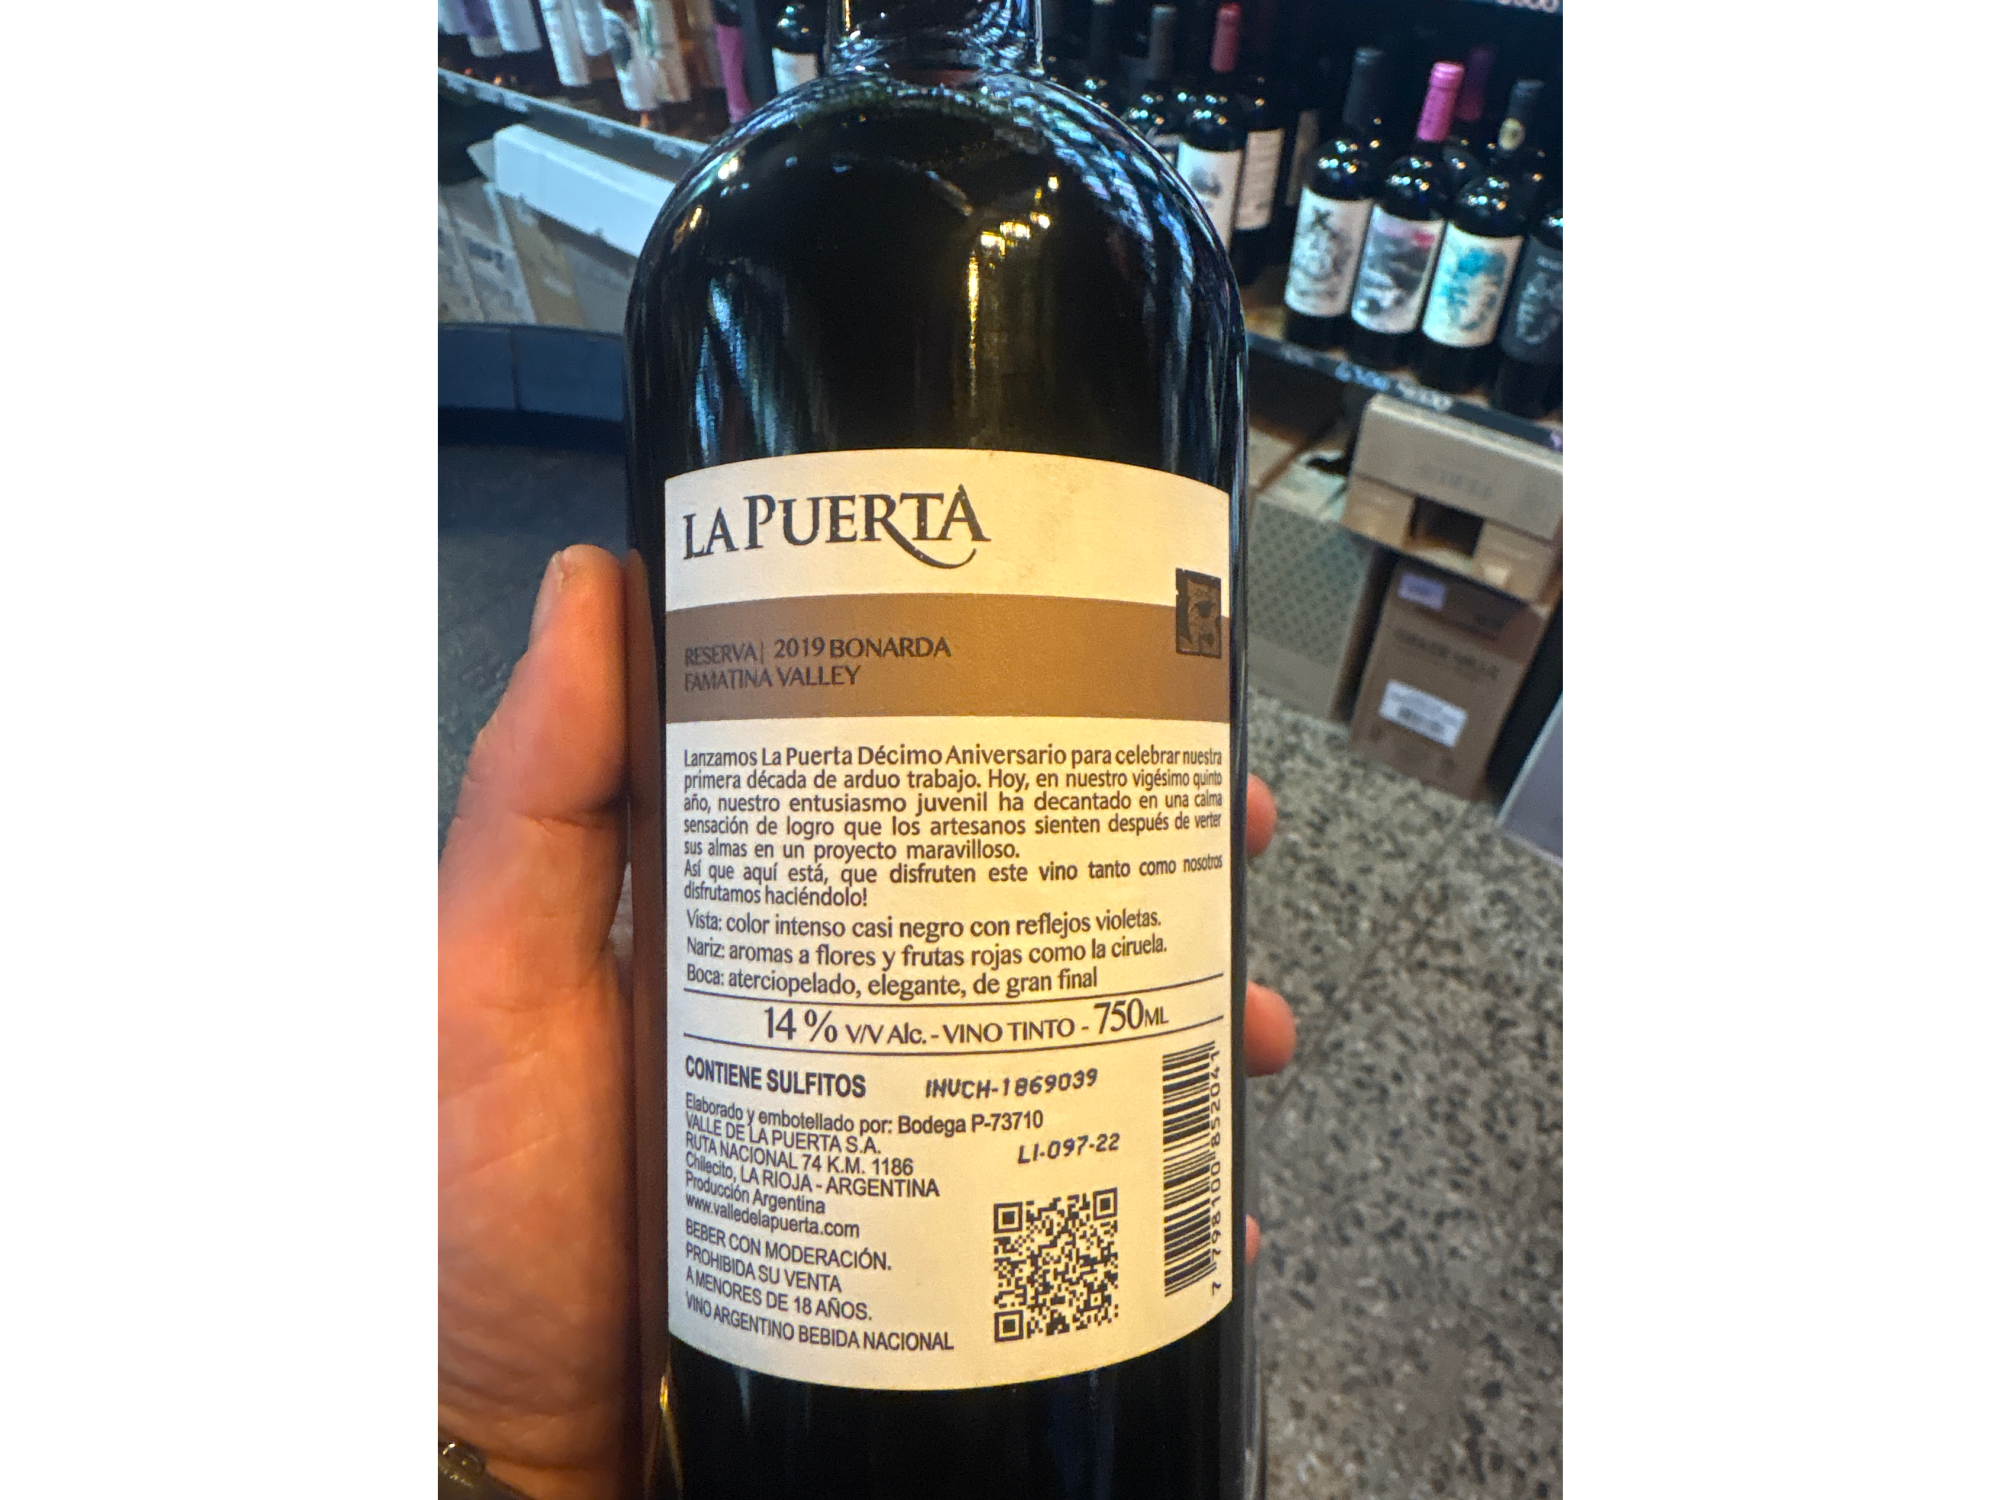 LA PUERTA
RESERVA | 2019 BONARDA
FAMATINA VALLEY
Lanzamos La Puerta Décimo Aniversario para celebrar nuestra
primera década de arduo trabajo. Hoy, en nuestro vigésimo quinto
año, nuestro entusiasmo juvenil ha decantado en una calma
sensación de logro que los artesanos sienten después de verter
sus almas en un proyecto maravilloso.
Así que aquí está, que disfruten este vino tanto como nosotros
disfrutamos haciéndolo!
Vista: color intenso casi negro con reflejos violetas.
Nariz: aromas a flores y frutas rojas como la ciruela.
Boca: aterciopelado, elegante, de gran final
14 % V/V Alc. - VINO TINTO - 750ML
CONTIENE SULFITOS
INVCH-1869039
Elaborado y embotellado por: Bodega P-73710
VALLE DE LA PUERTA S.A.
RUTA NACIONAL 74 K.M. 1186
LI-097-22
Chilecito, LA RIOJA - ARGENTINA
Producción Argentina
www.valledelapuerta.com
BEBER CON MODERACIÓN.
PROHIBIDA SU VENTA
A MENORES DE 18 AÑOS.
VINO ARGENTINO BEBIDA NACIONAL
7 798100 852041